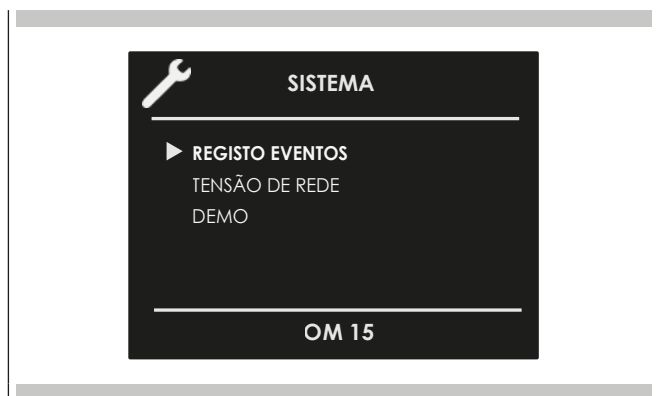 SISTEMA
REGISTO EVENTOS
TENSÃO DE REDE
DEMO
OM 15